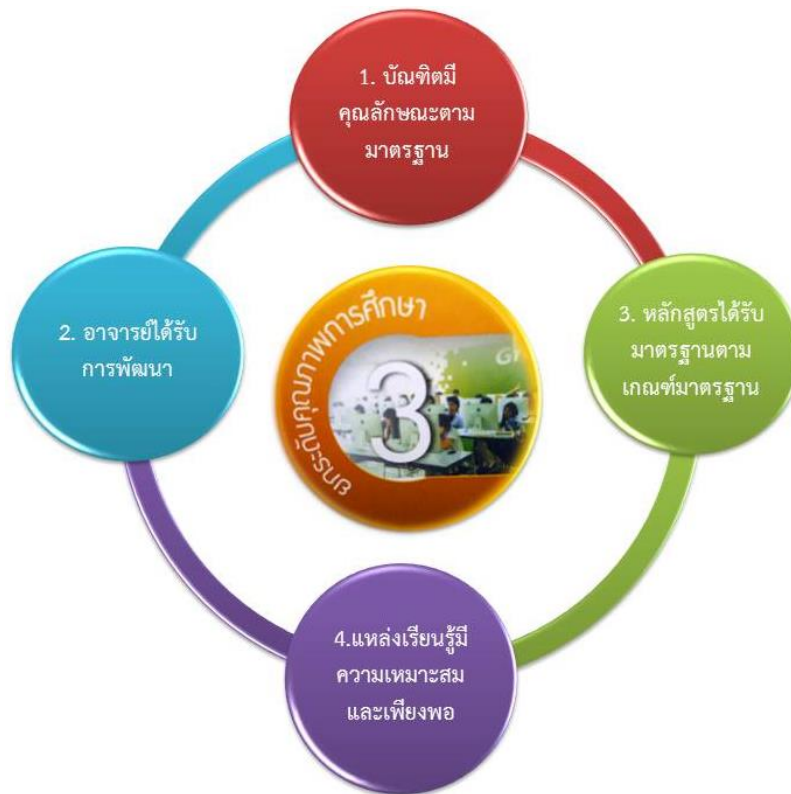 1. บัณฑิตมี
คุณลักษณะตาม
มาตรฐาน
2. อาจารย์ได้รับ
การพัฒนา
ยกระดับคุณภาพการศึกษา
3
3. หลักสูตรได้รับ
มาตรฐานตาม
เกณฑ์มาตรฐาน
4.แหล่งเรียนรู้มี
ความเหมาะสม
และเพียงพอ